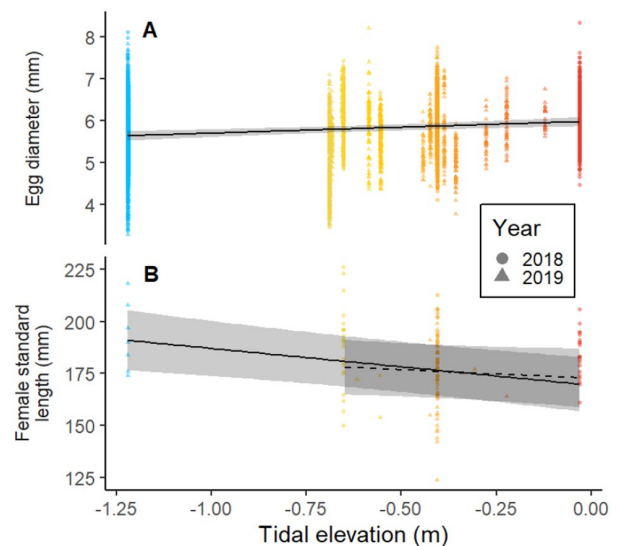 A
Egg diameter (mm)
8
7
6
5
4
Year
2018
2019
B
Female standard
length (mm)
225
200
175
150
125
-1.25 -1.00 -0.75 -0.50 -0.25 0.00
Tidal elevation (m)